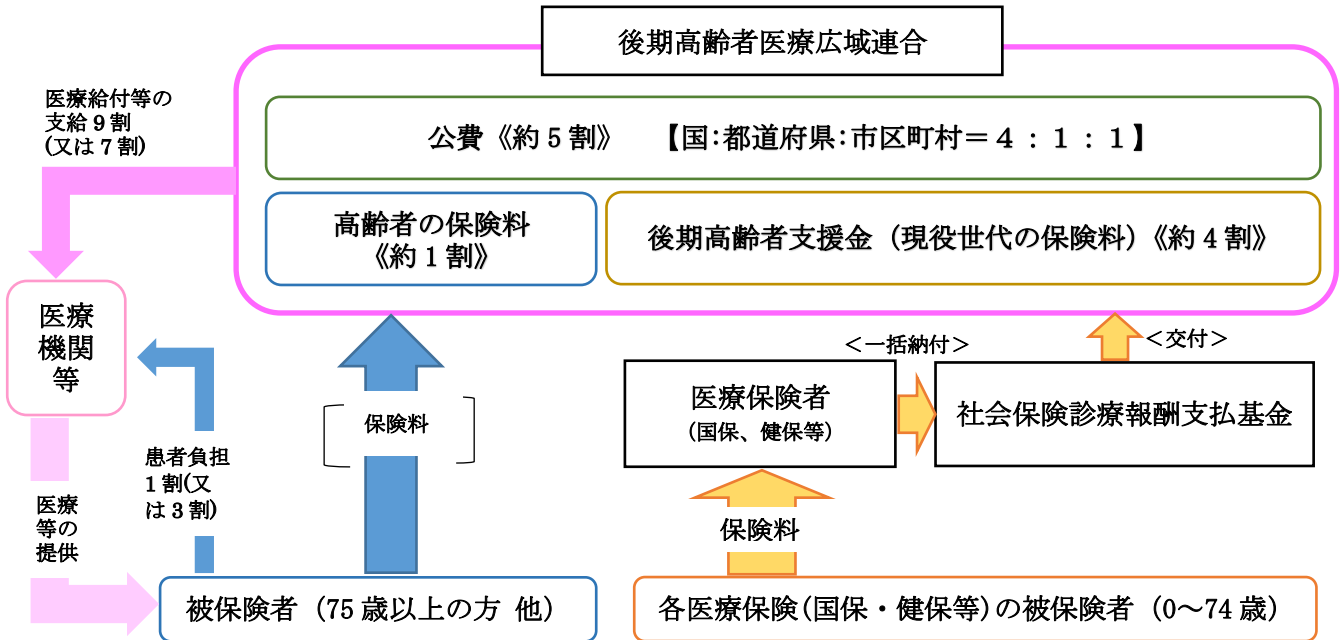 後期高齢者医療広域連合
医療給付等の
支給9割
(又は7割)
公費《約5割》 【国:都道府県:市区町村＝４：１：１】
高齢者の保険料
《約1割》
後期高齢者支援金（現役世代の保険料）《約4割》
医療
機関
等
＜一括納付＞
＜交付＞
医療保険者
(国保、健保等)
社会保険診療報酬支払基金
保険料
患者負担
1割(又
は3割)
医療
等の
提供
保険料
被保険者（75歳以上の方 他）
各医療保険(国保・健保等)の被保険者（0～74歳）